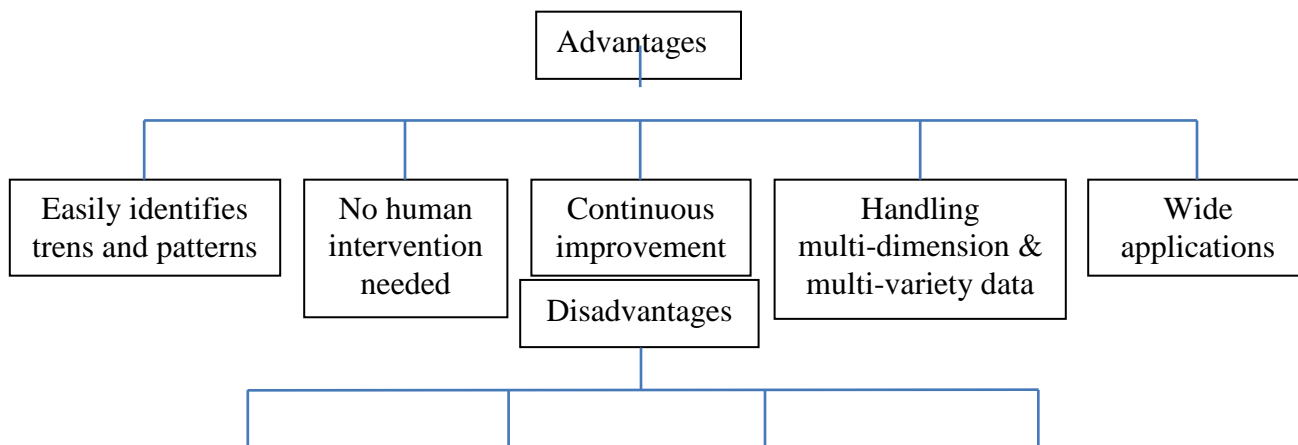 Advantages
Easily identifies
trens and patterns
No human
intervention
needed
Continuous
improvement
Handling
multi-dimension &
multi-variety data
Wide
applications
Disadvantages